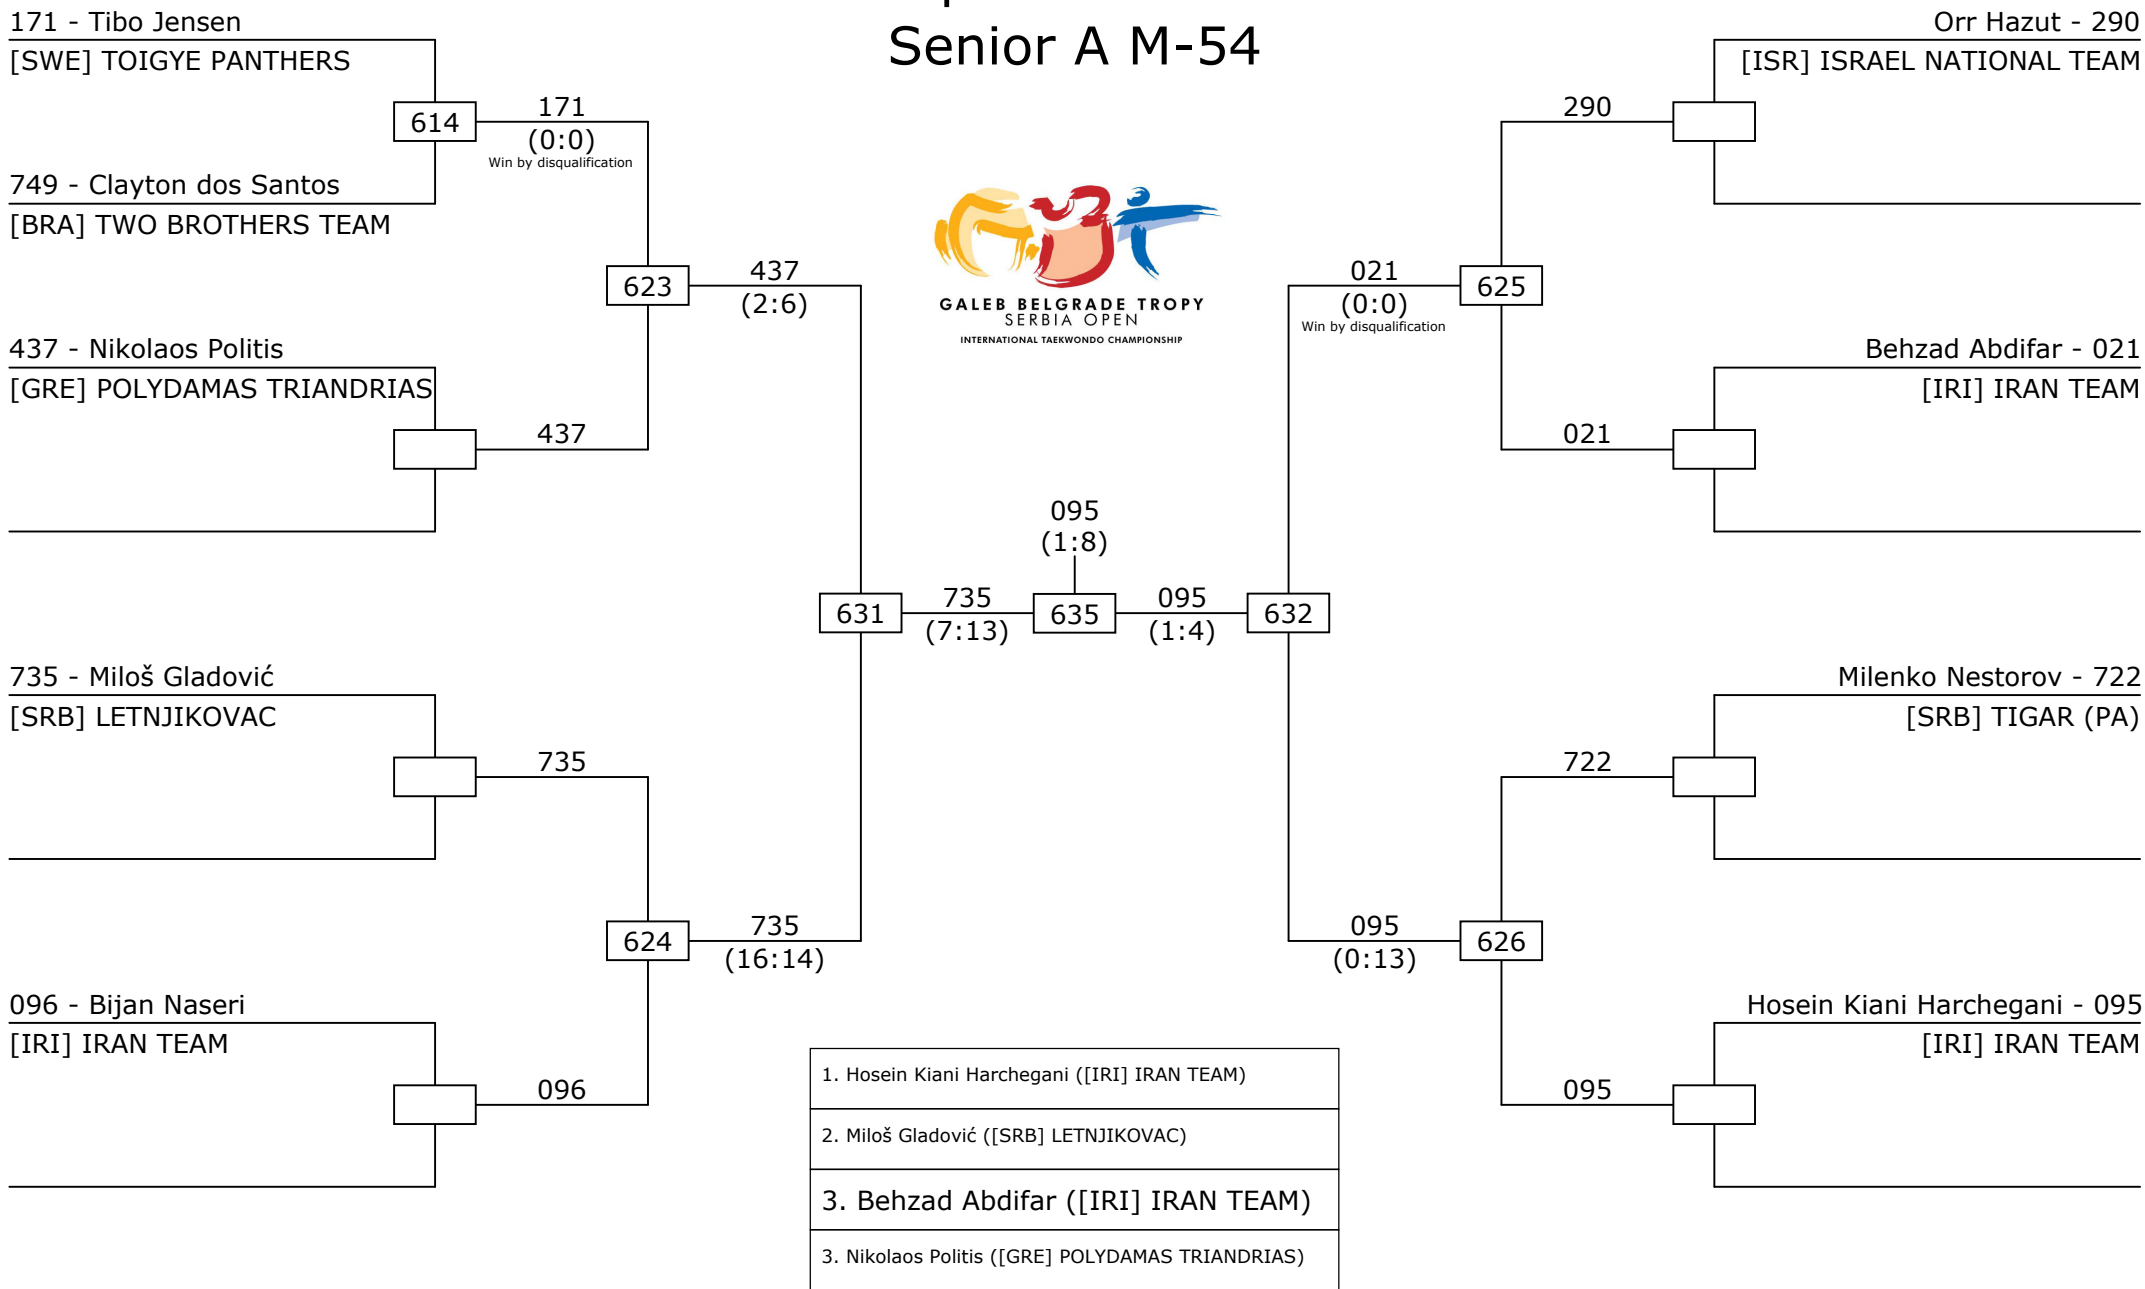 Senior A M-54
171 - Tibo Jensen
[SWE] TOIGYE PANTHERS
614
171
(0:0)
Win by disqualification
749 - Clayton dos Santos
[BRA] TWO BROTHERS TEAM
623
437
(2:6)
437 - Nikolaos Politis
[GRE] POLYDAMAS TRIANDRIAS
437
735 - Miloš Gladović
[SRB] LETNJIKOVAC
735
624
735
(16:14)
096 - Bijan Naseri
[IRI] IRAN TEAM
096
GALEB BELGRADE TROPY
SERBIA OPEN
INTERNATIONAL TAEKWONDO CHAMPIONSHIP
095
(1:8)
631
735
(7:13)
635
095
(1:4)
632
Orr Hazut - 290
[ISR] ISRAEL NATIONAL TEAM
290
021
(0:0)
Win by disqualification
625
Behzad Abdifar - 021
[IRI] IRAN TEAM
021
Milenko Nestorov - 722
[SRB] TIGAR (PA)
722
095
(0:13)
626
Hosein Kiani Harchegani - 095
[IRI] IRAN TEAM
095
1. Hosein Kiani Harchegani ([IRI] IRAN TEAM)
2. Miloš Gladović ([SRB] LETNJIKOVAC)
3. Behzad Abdifar ([IRI] IRAN TEAM)
3. Nikolaos Politis ([GRE] POLYDAMAS TRIANDRIAS)